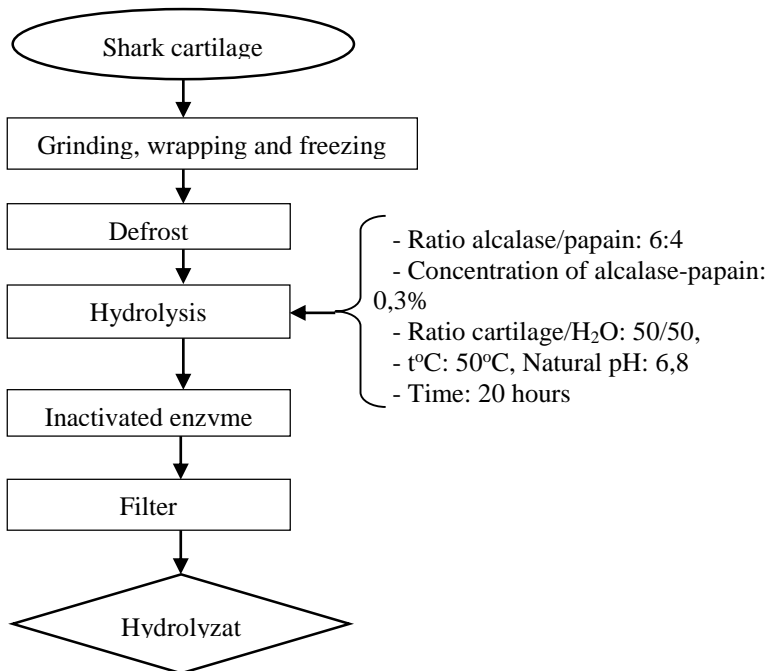 Shark cartilage
Grinding, wrapping and freezing
Defrost
Hydrolysis
- Ratio alcalase/papain: 6:4
- Concentration of alcalase-papain:
0,3%
- Ratio cartilage/H₂O: 50/50,
- tᵒC: 50ᵒC, Natural pH: 6,8
- Time: 20 hours
Inactivated enzyme
Filter
Hydrolyzat